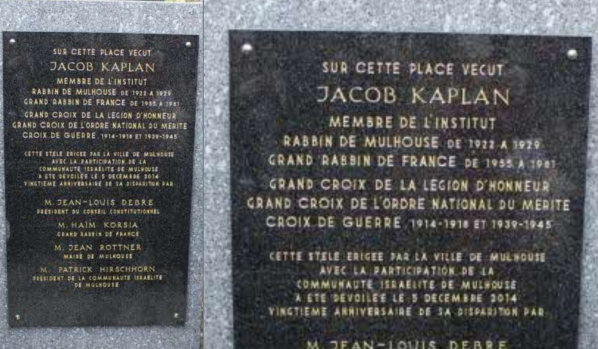 SUR CETTE PLACE VECUT
JACOB KAPLAN
MEMBRE DE L'INSTITUT
RABBIN DE MULHOUSE DE 1922 A 1929
GRAND RABBIN DE FRANCE DE 1955 A 1981
GRAND CROIX DE LA LEGION D'HONNEUR
GRAND CROIX DE L'ORDRE NATIONAL DU MERITE
CROIX DE GUERRE 1914-1918 ET 1939-1945
CETTE STELE ERIGEE PAR LA VILLE DE MULHOUSE
AVEC LA PARTICIPATION DE LA
COMMUNAUTE ISRAELITE DE MULHOUSE
A ETE DEVOILEE LE 5 DECEMBRE 2014
VINGTIEME ANNIVERSAIRE DE SA DISPARITION PAR
M. JEAN-LOUIS DEBRE
PRESIDENT DU CONSEIL CONSTITUTIONNEL
M. HAÏM KORSIA
GRAND RABBIN DE FRANCE
M. JEAN ROTTNER
MAIRE DE MULHOUSE
M. PATRICK HIRSCHHORN
PRESIDENT DE LA COMMUNAUTE ISRAELITE
DE MULHOUSE
SUR CETTE PLACE VECUT
JACOB KAPLAN
MEMBRE DE L'INSTITUT
RABBIN DE MULHOUSE DE 1922 A 1929
GRAND RABBIN DE FRANCE DE 1955 A 1981
GRAND CROIX DE LA LEGION D'HONNEUR
GRAND CROIX DE L'ORDRE NATIONAL DU MERITE
CROIX DE GUERRE 1914-1918 ET 1939-1945
CETTE STELE ERIGEE PAR LA VILLE DE MULHOUSE
AVEC LA PARTICIPATION DE LA
COMMUNAUTE ISRAELITE DE MULHOUSE
A ETE DEVOILEE LE 5 DECEMBRE 2014
VINGTIEME ANNIVERSAIRE DE SA DISPARITION PAR
M. JEAN-LOUIS DEBRE